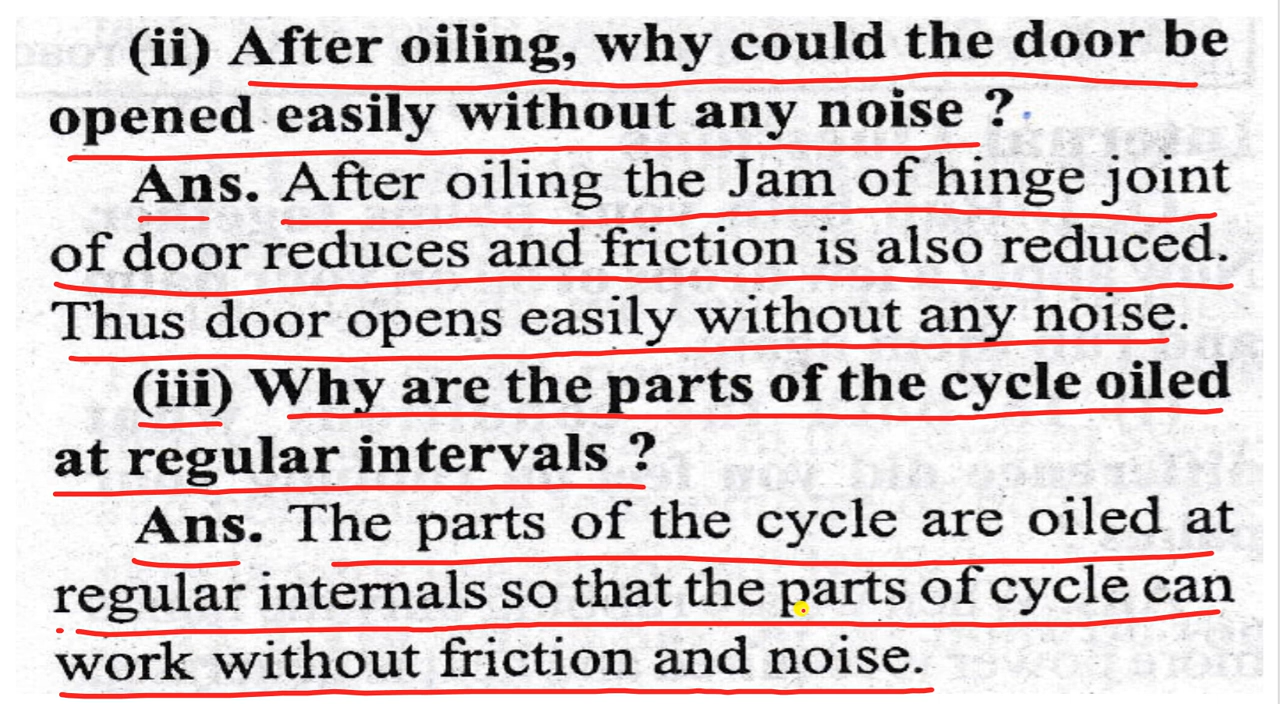 (ii) After oiling, why could the door be
opened easily without any noise ?
Ans. After oiling the Jam of hinge joint
of door reduces and friction is also reduced.
Thus door opens easily without any noise.
(iii) Why are the parts of the cycle oiled
at regular intervals ?
Ans. The parts of the cycle are oiled at
regular internals so that the parts of cycle can
work without friction and noise.